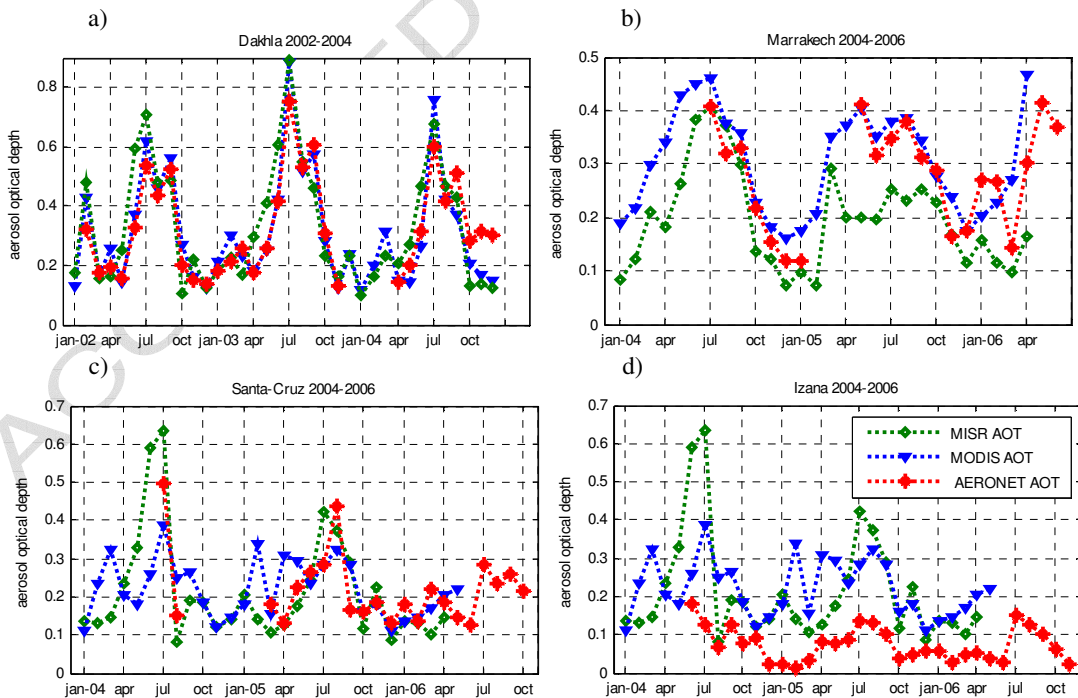 a)
Dakhla 2002-2004
aerosol optical depth
0.8
0.6
0.4
0.2
0
jan-02 apr jul oct jan-03 apr jul oct jan-04 apr jul oct
b)
Marrakech 2004-2006
aerosol optical depth
0.5
0.4
0.3
0.2
0.1
0
jan-04 apr jul oct jan-05 apr jul oct jan-06 apr
c)
Santa-Cruz 2004-2006
aerosol optical depth
0.7
0.6
0.5
0.4
0.3
0.2
0.1
0
jan-04 apr jul oct jan-05 apr jul oct jan-06 apr jul oct
d)
Izana 2004-2006
aerosol optical depth
0.7
0.6
0.5
0.4
0.3
0.2
0.1
0
jan-04 apr jul oct jan-05 apr jul oct jan-06 apr jul oct
MISR AOT
MODIS AOT
AERONET AOT